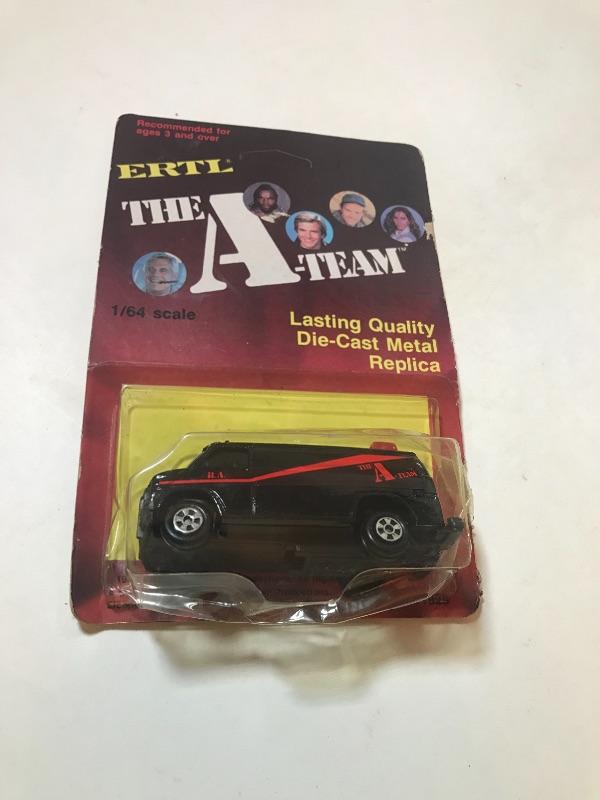 Recommended for
ages 3 and over
ERTL®
THE A-TEAM™
1/64 scale
Lasting Quality
Die-Cast Metal
Replica
B.A.
THE A-TEAM